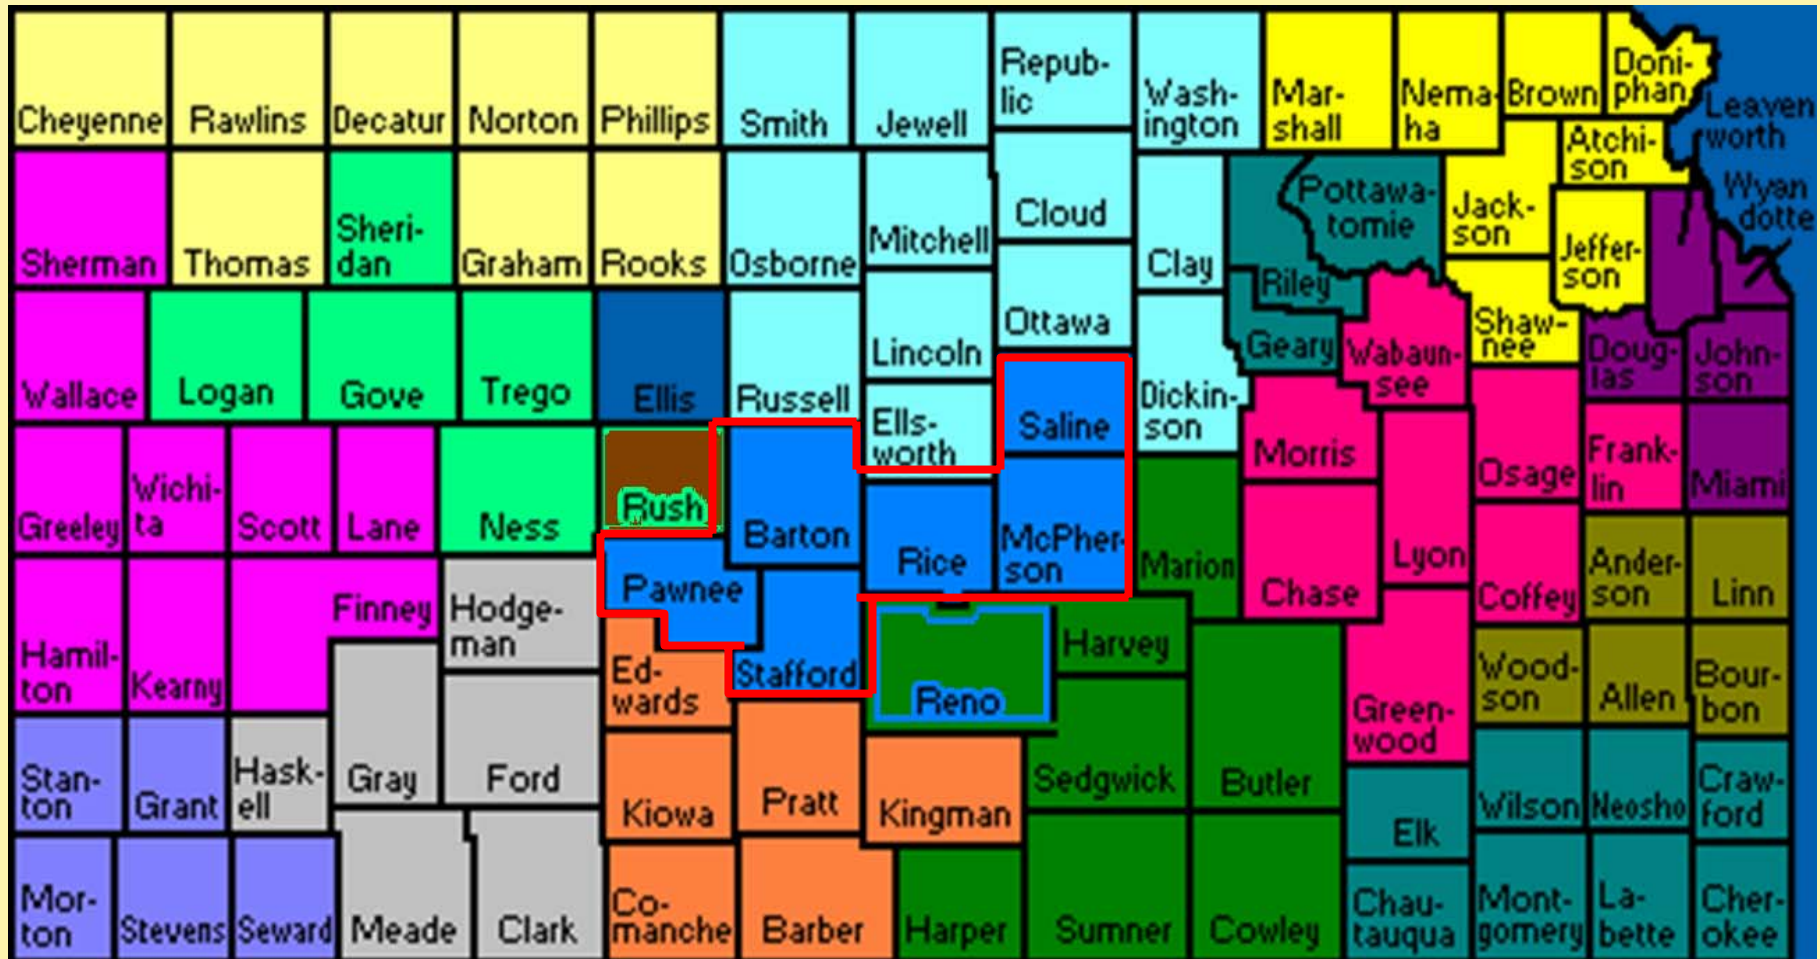 Cheyenne
Rawlins
Decatur
Norton
Phillips
Smith
Jewell
Repub-
lic
Wash-
ington
Mar-
shall
Nema-
ha
Brown
Doni-
phan
Leaven
worth
Atchi-
son
Sherman
Thomas
Sheri-
dan
Graham
Rooks
Osborne
Mitchell
Cloud
Clay
Riley
Pottawa-
tomie
Jack-
son
Jeffer-
son
Wyan
dotte
Wallace
Logan
Gove
Trego
Ellis
Russell
Lincoln
Ottawa
Dickin-
son
Geary
Wabaun-
see
Shaw-
nee
Doug-
las
John-
son
Greeley
Wichi-
ta
Scott
Lane
Ness
Rush
Barton
Ells-
worth
Saline
Rice
McPher-
son
Marion
Morris
Chase
Lyon
Osage
Coffey
Frank-
lin
Miami
Ander-
son
Linn
Hamil-
ton
Kearny
Finney
Hodge-
man
Pawnee
Ed-
wards
Stafford
Reno
Harvey
Sedgwick
Butler
Green-
wood
Wood-
son
Allen
Bour-
bon
Stan-
ton
Grant
Hask-
ell
Gray
Ford
Kiowa
Pratt
Kingman
Elk
Wilson
Neosho
Craw-
ford
Mor-
ton
Stevens
Seward
Meade
Clark
Co-
manche
Barber
Harper
Sumner
Cowley
Chau-
tauqua
Mont-
gomery
La-
bette
Cher-
okee